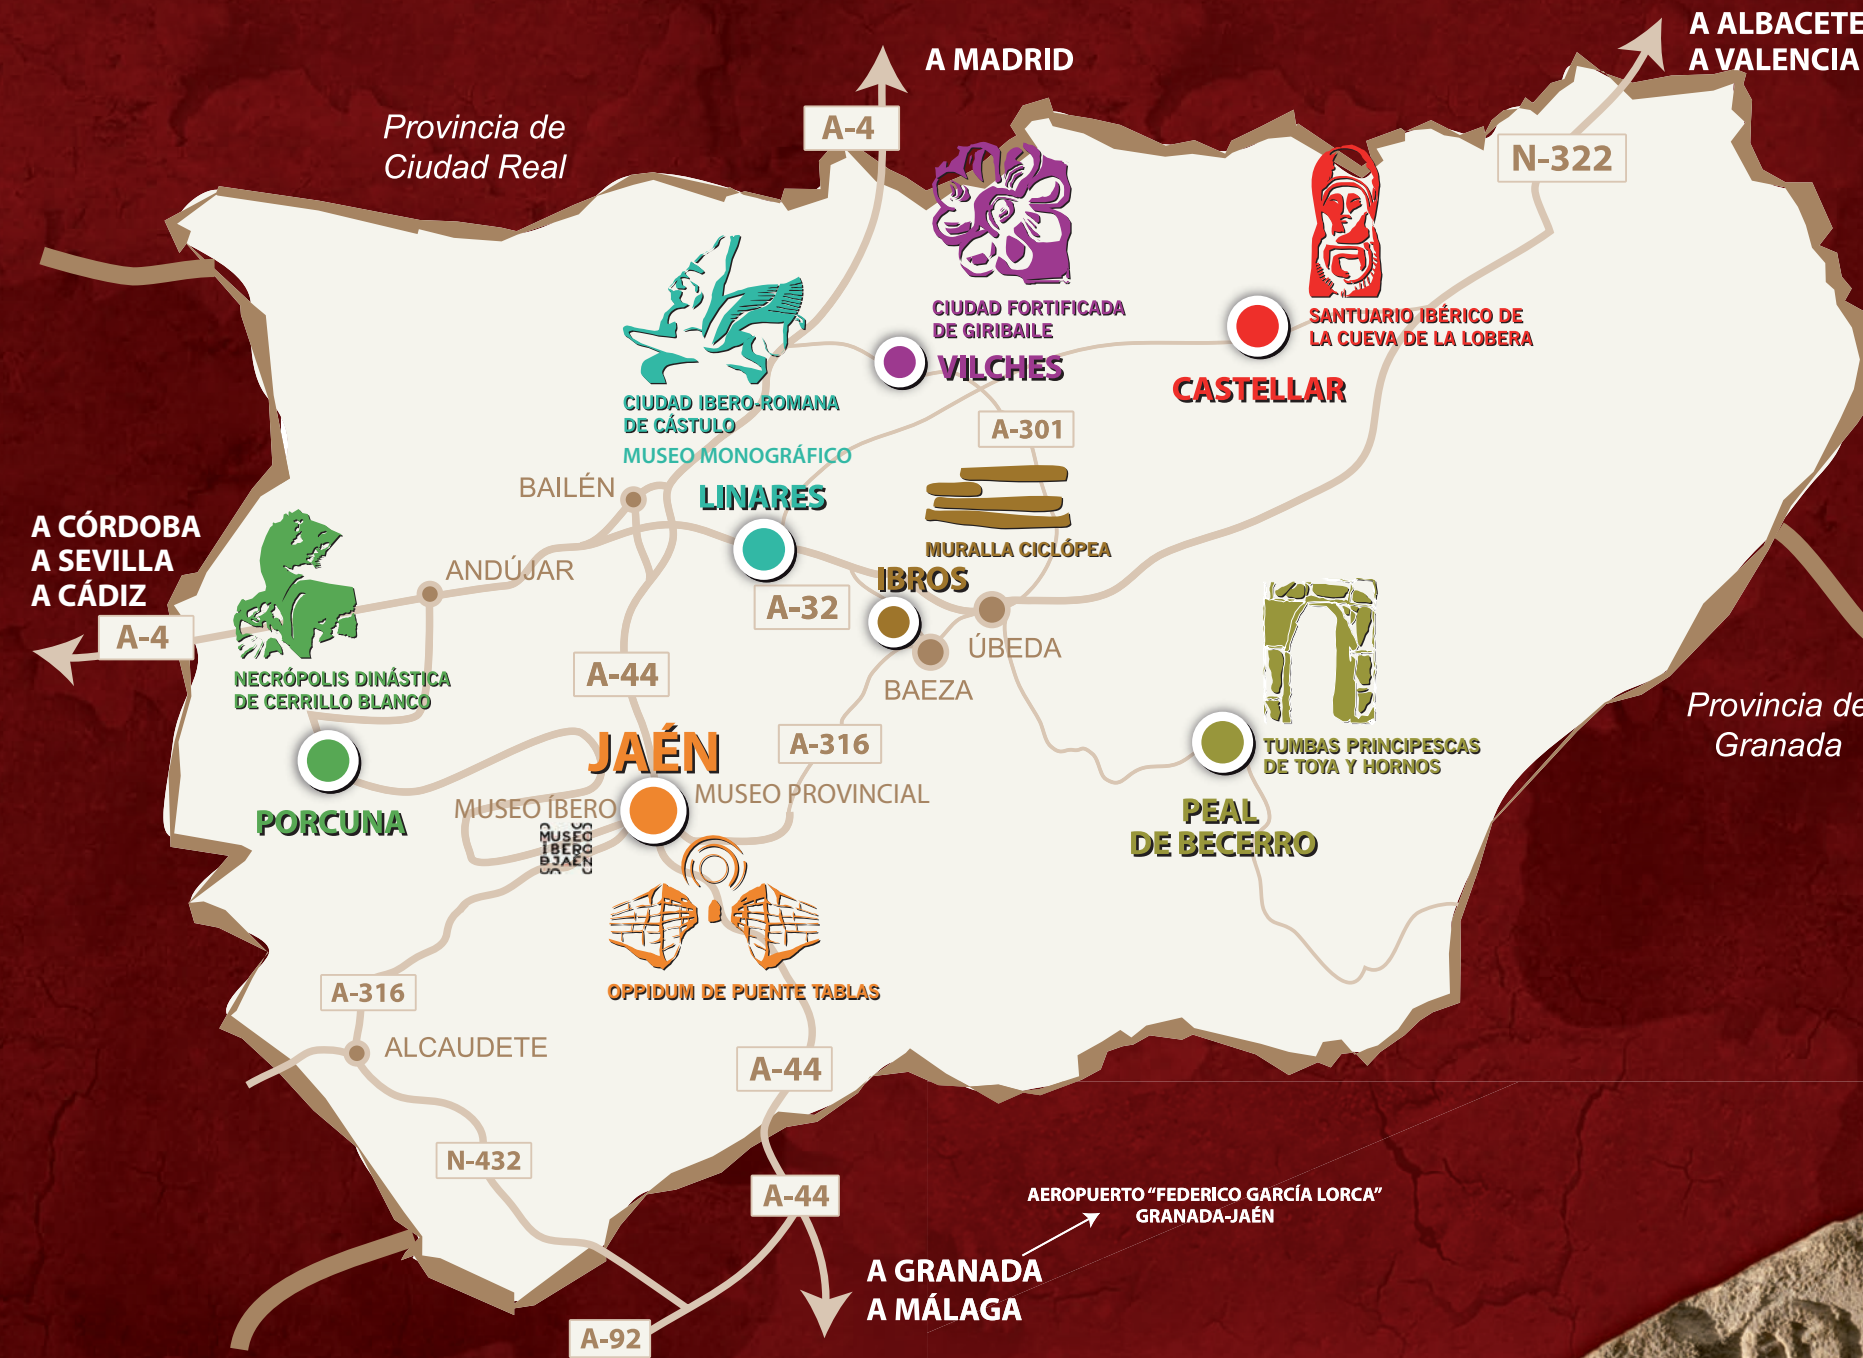 A ALBACETE
A VALENCIA
A MADRID
A-4
Provincia de
Ciudad Real
N-322
CIUDAD FORTIFICADA
DE GIRIBAILE
VILCHES
SANTUARIO IBÉRICO DE
LA CUEVA DE LA LOBERA
CASTELLAR
CIUDAD IBERO-ROMANA
DE CÁSTULO
MUSEO MONOGRÁFICO
LINARES
A-301
BAILÉN
MURALLA CICLÓPEA
IBROS
A CÓRDOBA
A SEVILLA
A CÁDIZ
A-4
ANDÚJAR
A-32
ÚBEDA
BAEZA
NECRÓPOLIS DINÁSTICA
DE CERRILLO BLANCO
PORCUNA
A-44
A-316
JAÉN
MUSEO ÍBERO
MUSEO PROVINCIAL
MUSEO
IBERO
DJAÉN
OPPIDUM DE PUENTE TABLAS
TUMBAS PRINCIPESCAS
DE TOYA Y HORNOS
PEAL
DE BECERRO
Provincia de
Granada
A-316
ALCAUDETE
A-44
N-432
A-44
AEROPUERTO "FEDERICO GARCÍA LORCA"
GRANADA-JAÉN
A GRANADA
A MÁLAGA
A-92